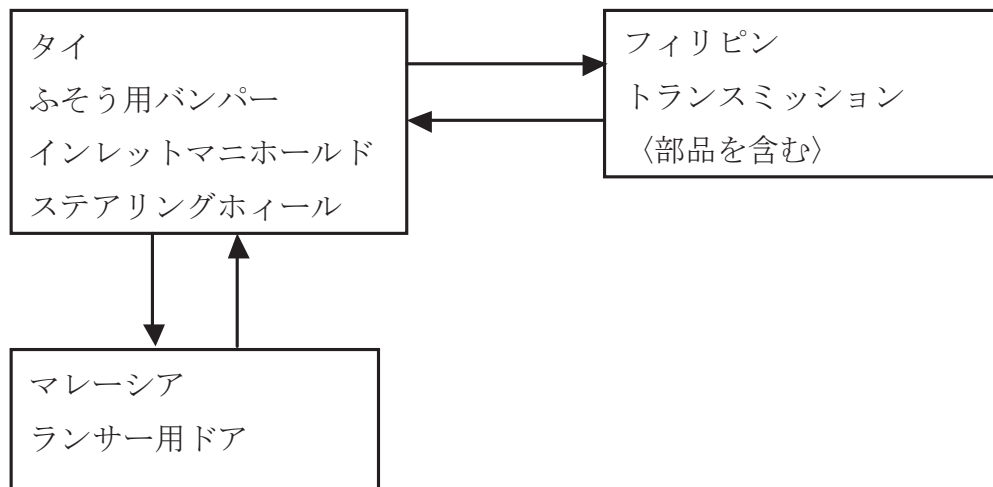 タイ
ふそう用バンパー
インレットマニホールド
ステアリングホィール
フィリピン
トランスミッション
〈部品を含む〉
マレーシア
ランサー用ドア